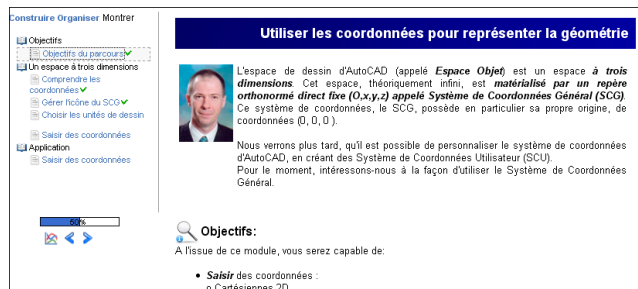 Construire Organiser Montrer
Objectifs
Objectifs du parcours
Un espace à trois dimensions
Comprendre les
coordonnées
Gérer l'icône du SCG
Choisir les unités de dessin
Saisir des coordonnées
Application
Saisir des coordonnées
50%
Utiliser les coordonnées pour représenter la géométrie
L'espace de dessin d'AutoCAD (appelé Espace Objet) est un espace à trois
dimensions. Cet espace, théoriquement infini, est matérialisé par un repère
orthonormé direct fixe (O,x,y,z) appelé Système de Coordonnées Général (SCG).
Ce système de coordonnées, le SCG, possède en particulier sa propre origine, de
coordonnées (0, 0, 0 ).
Nous verrons plus tard, qu'il est possible de personnaliser le système de coordonnées
d'AutoCAD, en créant des Système de Coordonnées Utilisateur (SCU).
Pour le moment, intéressons-nous à la façon d'utiliser le Système de Coordonnées
Général.
Objectifs:
A l'issue de ce module, vous serez capable de:
• Saisir des coordonnées :
o Cartésiennes 2D